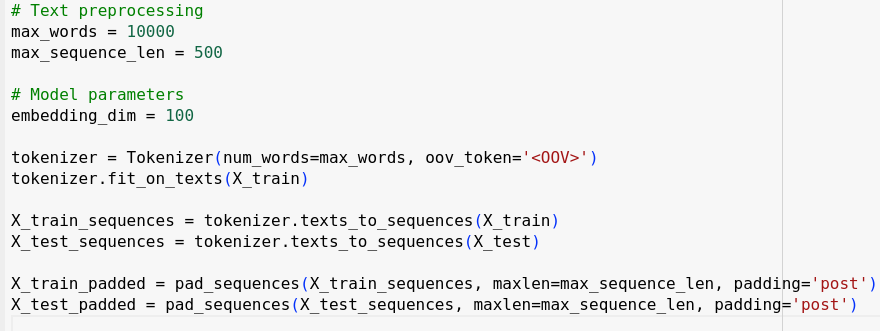 # Text preprocessing
max_words = 10000
max_sequence_len = 500
# Model parameters
embedding_dim = 100
tokenizer = Tokenizer(num_words=max_words, oov_token='<OOV>')
tokenizer.fit_on_texts(X_train)
X_train_sequences = tokenizer.texts_to_sequences(X_train)
X_test_sequences = tokenizer.texts_to_sequences(X_test)
X_train_padded = pad_sequences(X_train_sequences, maxlen=max_sequence_len, padding='post')
X_test_padded = pad_sequences(X_test_sequences, maxlen=max_sequence_len, padding='post')